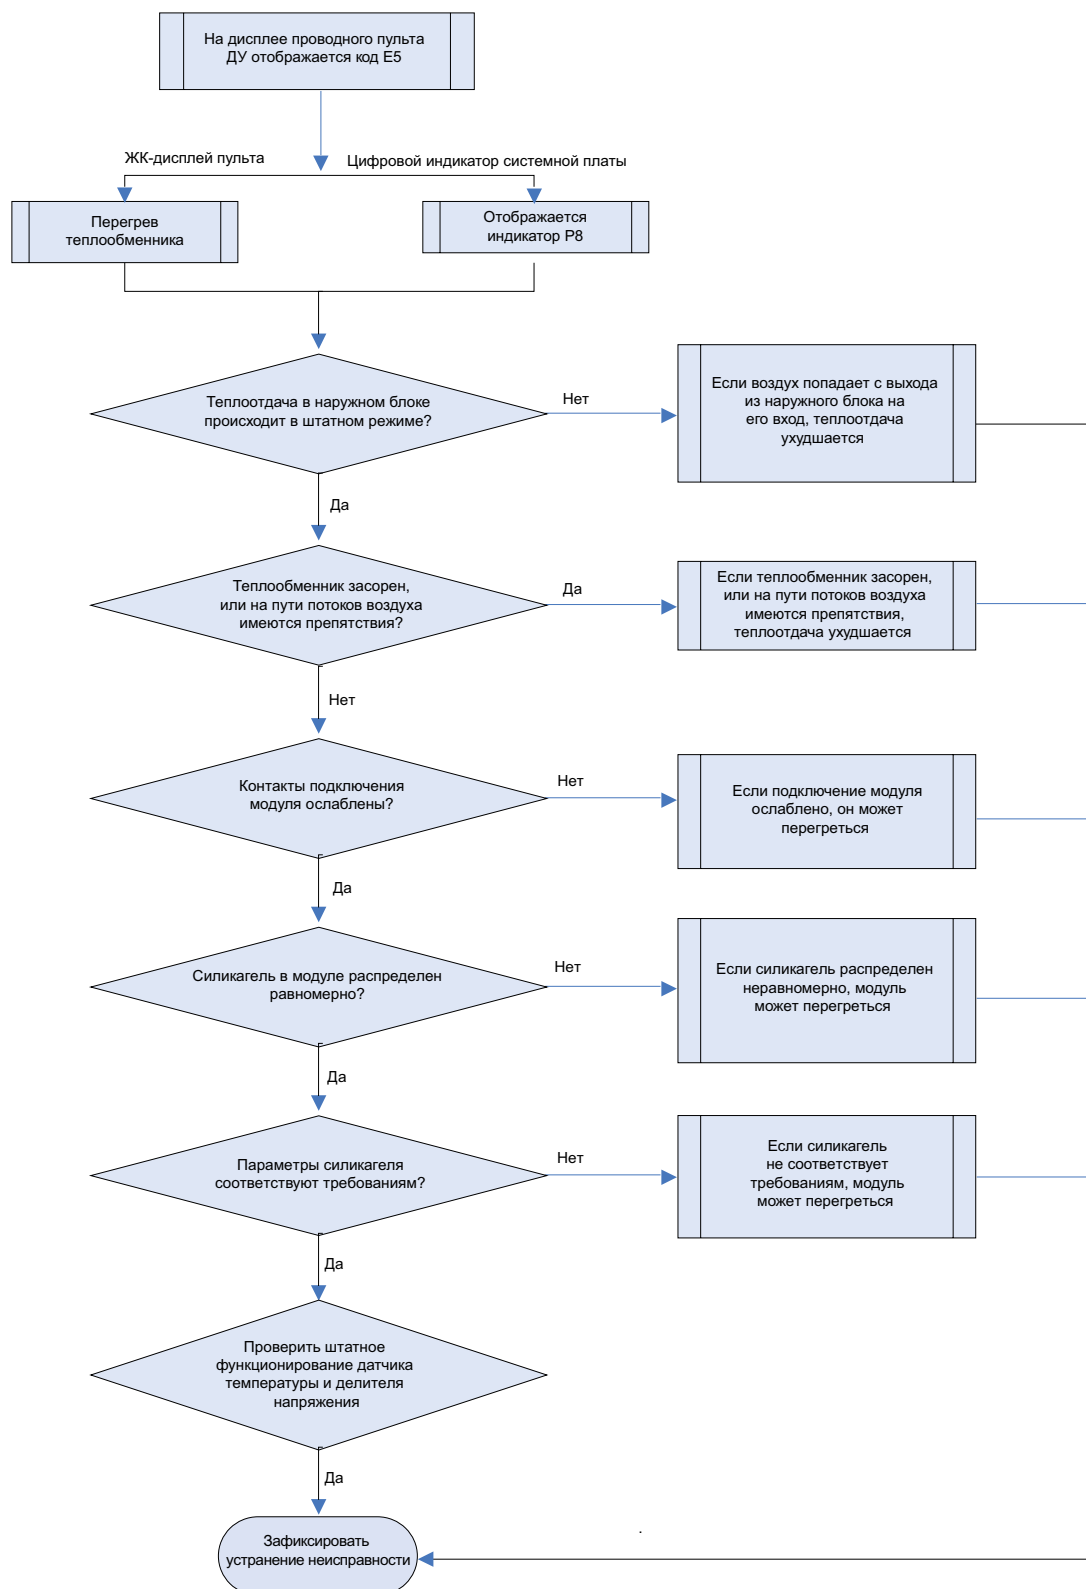 На дисплее проводного пульта
ДУ отображается код E5
ЖК-дисплей пульта
Цифровой индикатор системной платы
Перегрев
теплообменника
Отображается
индикатор P8
Теплоотдача в наружном блоке
происходит в штатном режиме?
Нет
Если воздух попадает с выхода
из наружного блока на
его вход, теплоотдача
ухудшается
Да
Теплообменник засорен,
или на пути потоков воздуха
имеются препятствия?
Да
Если теплообменник засорен,
или на пути потоков воздуха
имеются препятствия,
теплоотдача ухудшается
Нет
Контакты подключения
модуля ослаблены?
Нет
Если подключение модуля
ослаблено, он может
перегреться
Да
Силикагель в модуле распределен
равномерно?
Нет
Если силикагель распределен
неравномерно, модуль
может перегреться
Да
Параметры силикагеля
соответствуют требованиям?
Нет
Если силикагель
не соответствует
требованиям, модуль
может перегреться
Да
Проверить штатное
функционирование датчика
температуры и делителя
напряжения
Да
Зафиксировать
устранение неисправности